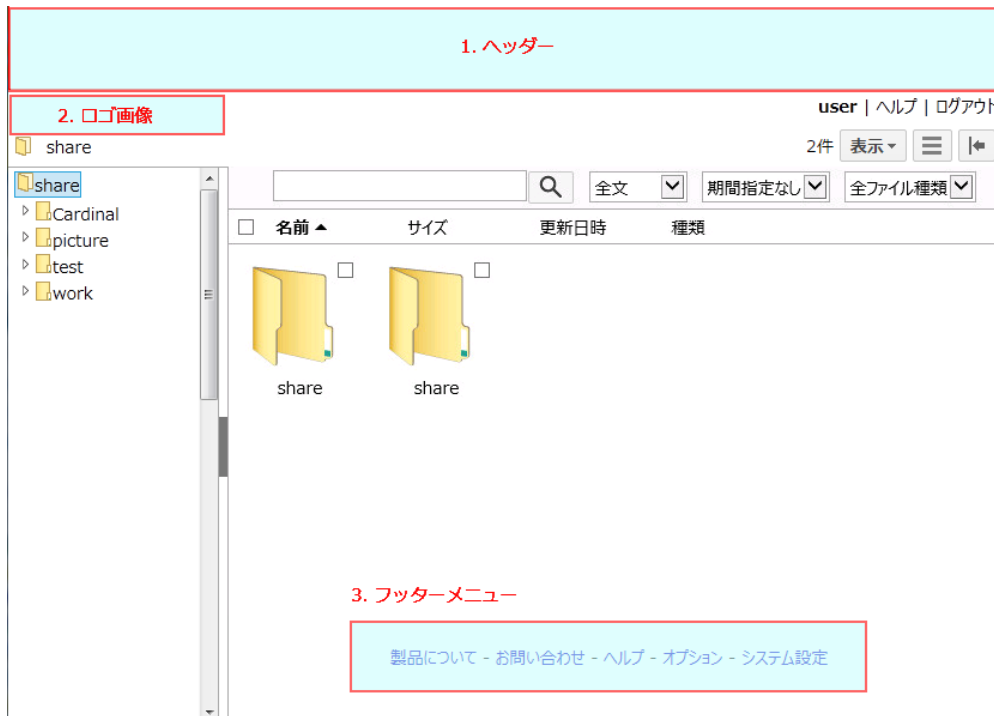 1. ヘッダー
2. ロゴ画像
user | ヘルプ | ログアウト
share
2件 表示
share
全文 期間指定なし 全ファイル種類
Cardinal
picture
test
work
名前 サイズ 更新日時 種類
share share
3. フッターメニュー
製品について - お問い合わせ - ヘルプ - オプション - システム設定